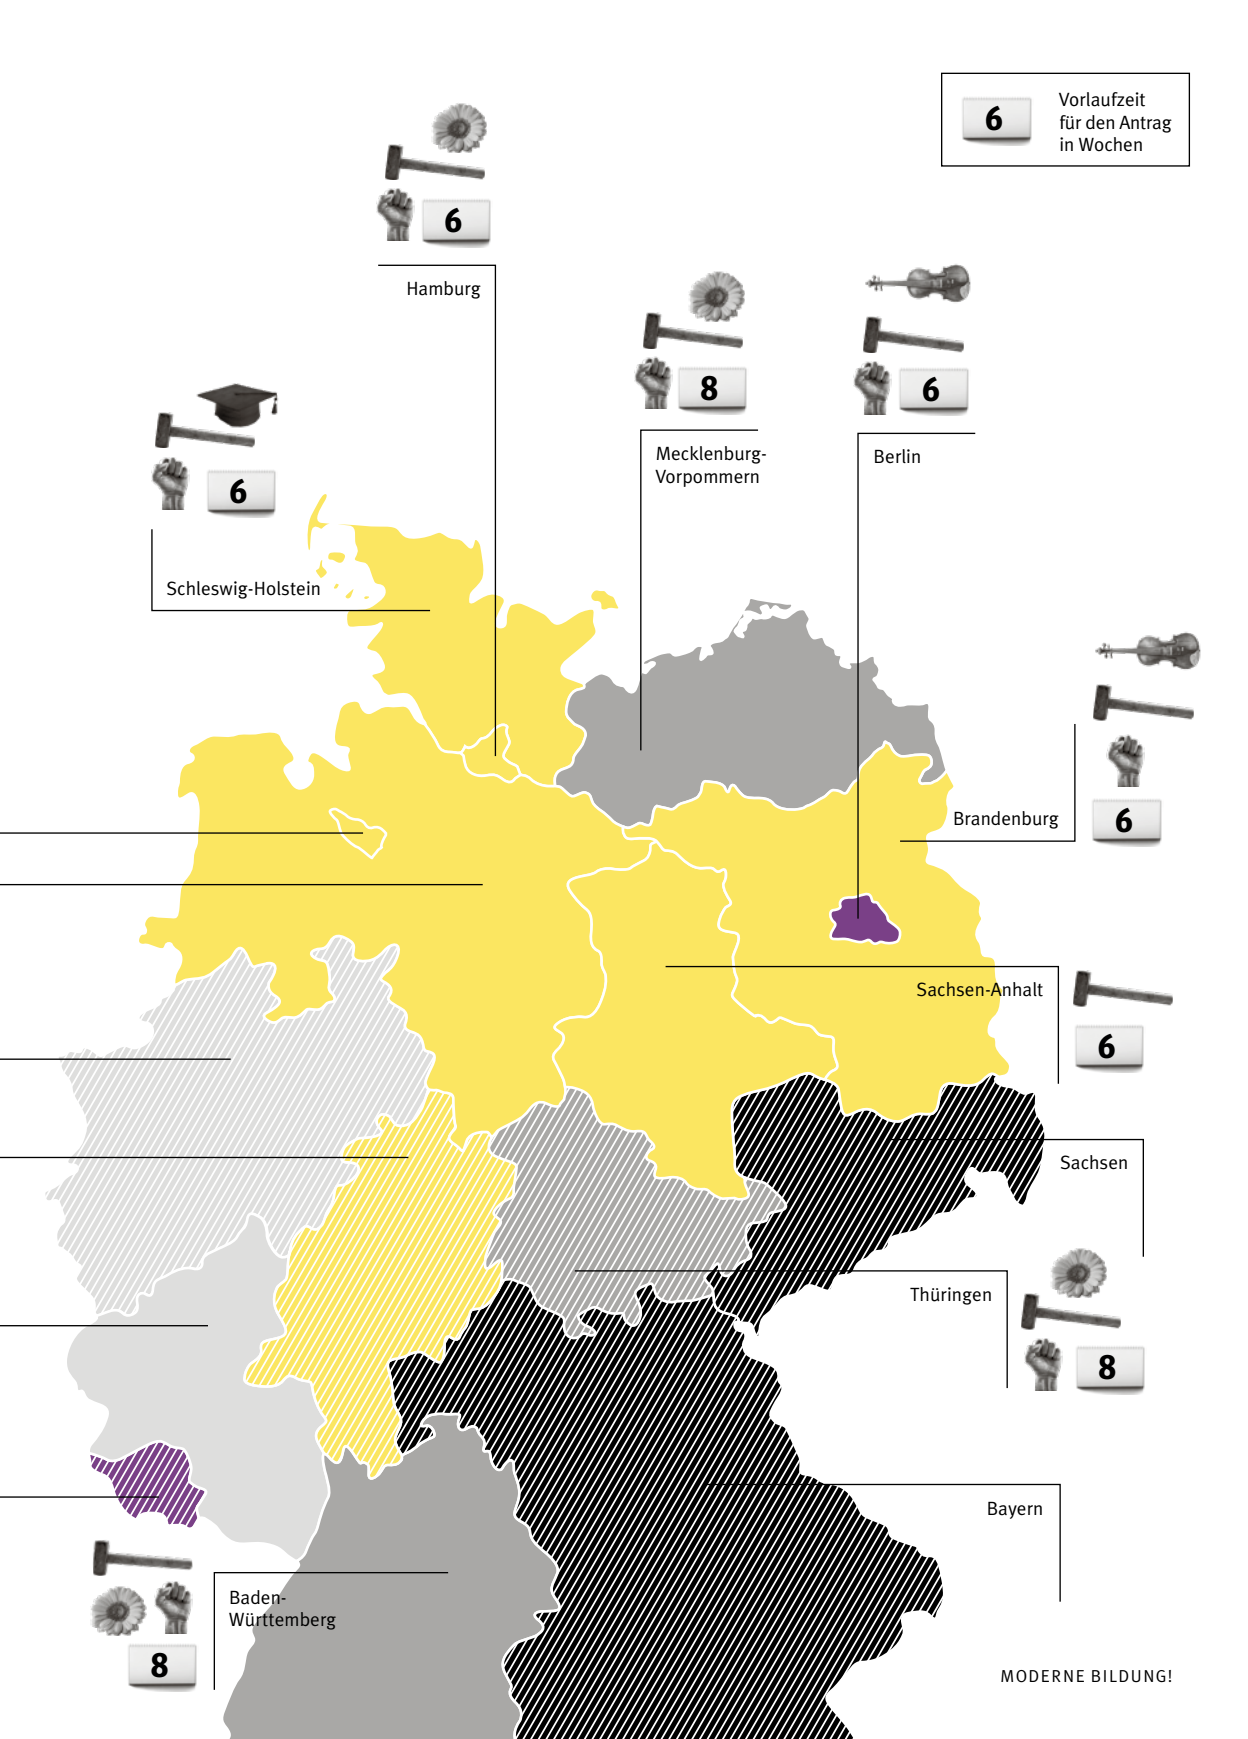 6
Vorlaufzeit
für den Antrag
in Wochen
6
Hamburg
8
Mecklenburg-
Vorpommern
6
Berlin
6
Schleswig-Holstein
Brandenburg
6
Sachsen-Anhalt
6
Sachsen
Thüringen
8
Bayern
Baden-
Württemberg
8
MODERNE BILDUNG!